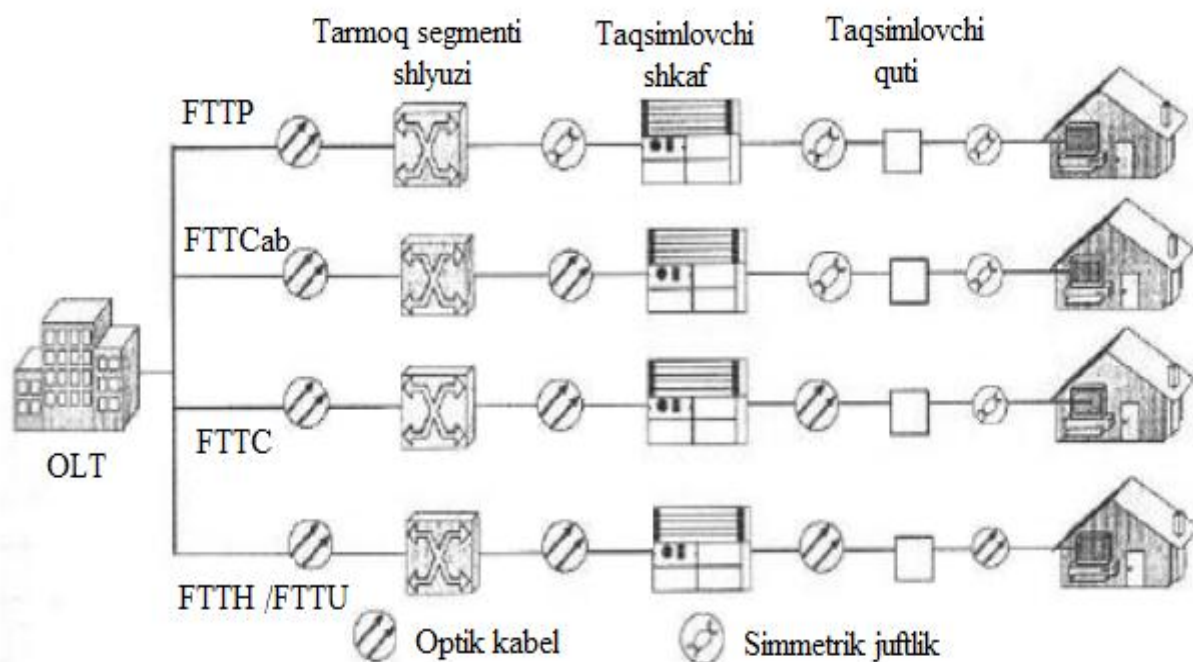 Tarmoq segmenti
shlyuzi
Taqsimlovchi
shkaf
Taqsimlovchi
quti
FTTP
FTTCab
FTTC
OLT
FTTH /FTTU
Optik kabel
Simmetrik juftlik